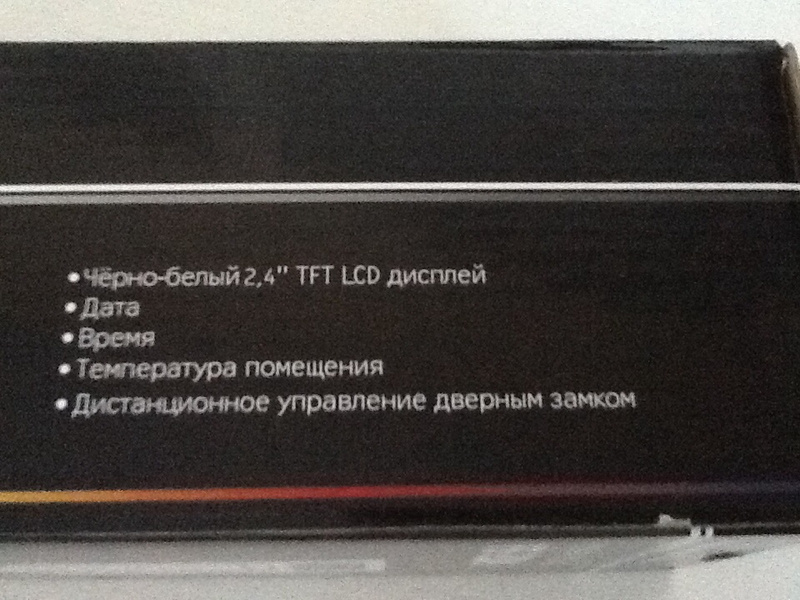 •Чёрно-белый 2,4" TFT LCD дисплей
•Дата
•Время
•Температура помещения
•Дистанционное управление дверным замком